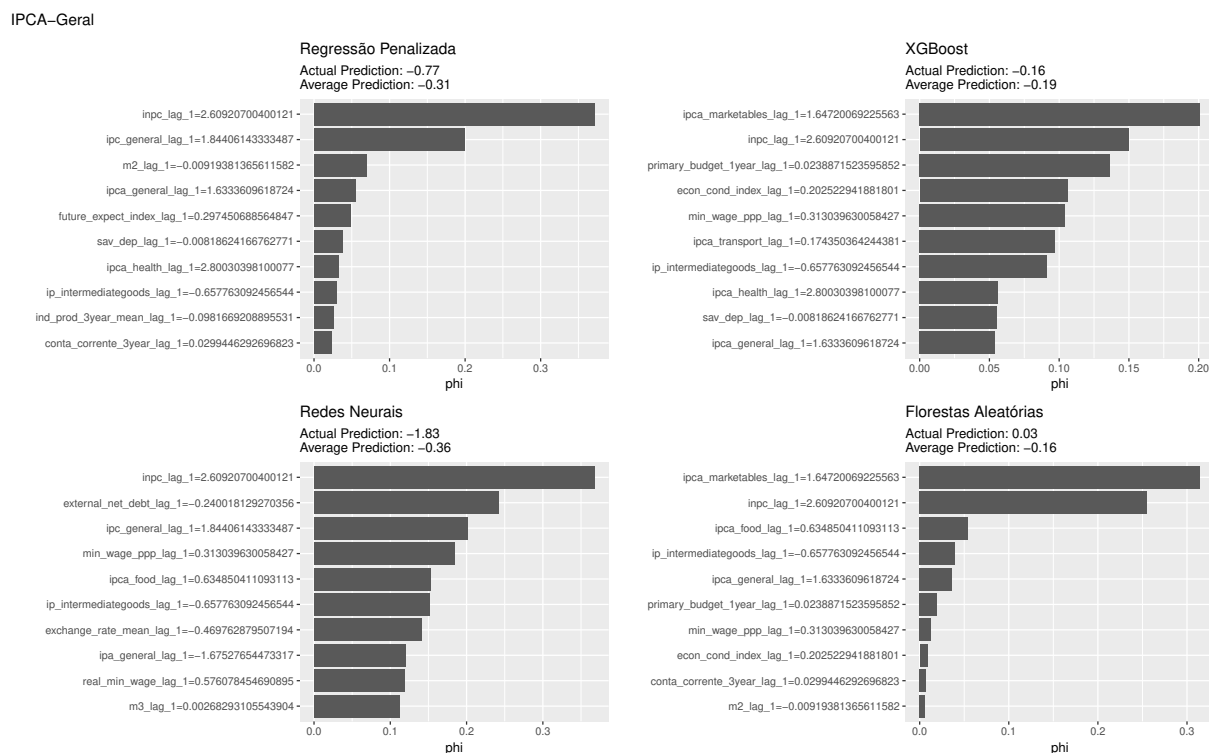 IPCA−Geral
Regressão Penalizada
Actual Prediction: −0.77
Average Prediction: −0.31
inpc_lag_1=2.60920700400121
ipc_general_lag_1=1.84406143333487
m2_lag_1=−0.00919381365611582
ipca_general_lag_1=1.6333609618724
future_expect_index_lag_1=0.297450688564847
sav_dep_lag_1=−0.00818624166762771
ipca_health_lag_1=2.80030398100077
ip_intermediategoods_lag_1=−0.657763092456544
ind_prod_3year_mean_lag_1=−0.0981669208895531
conta_corrente_3year_lag_1=0.0299446292696823
0.0 0.1 0.2 0.3
phi
XGBoost
Actual Prediction: −0.16
Average Prediction: −0.19
ipca_marketables_lag_1=1.64720069225563
inpc_lag_1=2.60920700400121
primary_budget_1year_lag_1=0.0238871523595852
econ_cond_index_lag_1=0.202522941881801
min_wage_ppp_lag_1=0.313039630058427
ipca_transport_lag_1=0.174350364244381
ip_intermediategoods_lag_1=−0.657763092456544
ipca_health_lag_1=2.80030398100077
sav_dep_lag_1=−0.00818624166762771
ipca_general_lag_1=1.6333609618724
0.00 0.05 0.10 0.15 0.20
phi
Redes Neurais
Actual Prediction: −1.83
Average Prediction: −0.36
inpc_lag_1=2.60920700400121
external_net_debt_lag_1=−0.240018129270356
ipc_general_lag_1=1.84406143333487
min_wage_ppp_lag_1=0.313039630058427
ipca_food_lag_1=0.634850411093113
ip_intermediategoods_lag_1=−0.657763092456544
exchange_rate_mean_lag_1=−0.469762879507194
ipa_general_lag_1=−1.67527654473317
real_min_wage_lag_1=0.576078454690895
m3_lag_1=0.00268293105543904
0.0 0.1 0.2 0.3
phi
Florestas Aleatórias
Actual Prediction: 0.03
Average Prediction: −0.16
ipca_marketables_lag_1=1.64720069225563
inpc_lag_1=2.60920700400121
ipca_food_lag_1=0.634850411093113
ip_intermediategoods_lag_1=−0.657763092456544
ipca_general_lag_1=1.6333609618724
primary_budget_1year_lag_1=0.0238871523595852
min_wage_ppp_lag_1=0.313039630058427
econ_cond_index_lag_1=0.202522941881801
conta_corrente_3year_lag_1=0.0299446292696823
m2_lag_1=−0.00919381365611582
0.0 0.1 0.2 0.3
phi